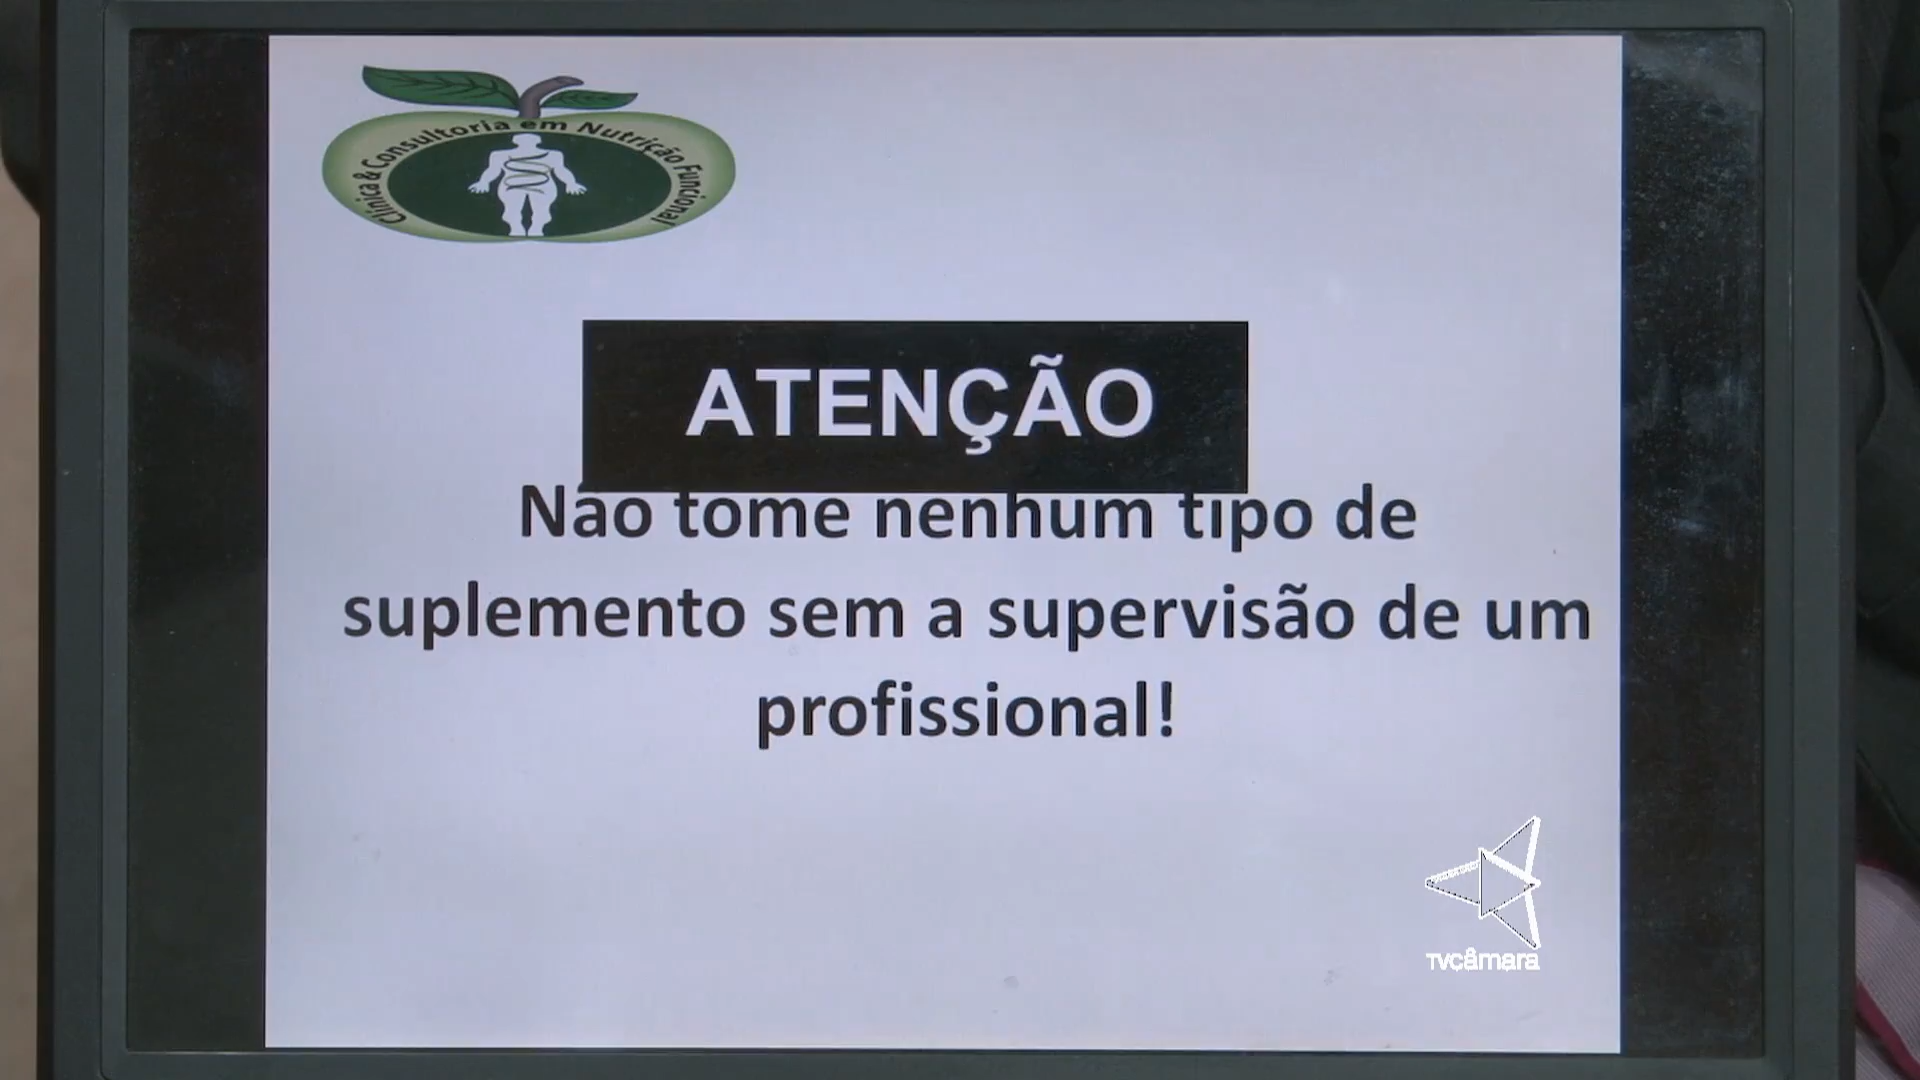 Clínica & Consultoria em Nutrição Funcional
ATENÇÃO
Não tome nenhum tipo de
suplemento sem a supervisão de um
profissional!
TVCâmara